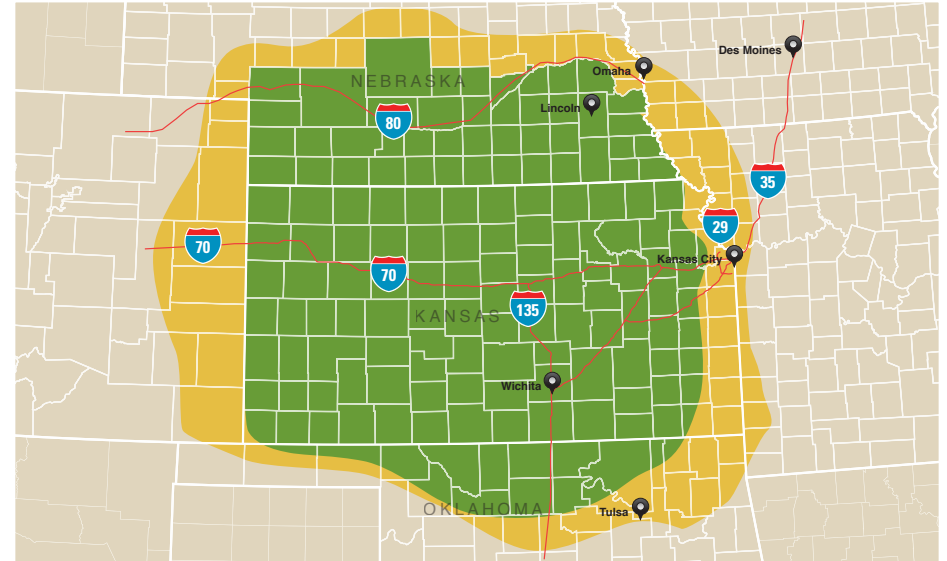 Des Moines
Omaha
NEBRASKA
Lincoln
80
35
29
70
Kansas City
70
135
KANSAS
Wichita
OKLAHOMA
Tulsa